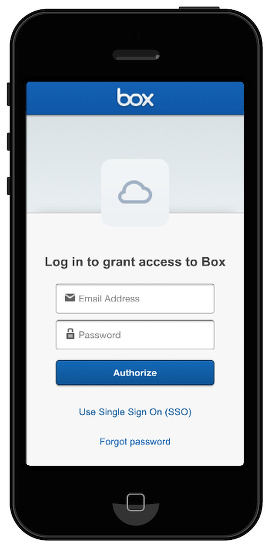 box
Log in to grant access to Box
Email Address
Password
Authorize
Use Single Sign On (SSO)
Forgot password